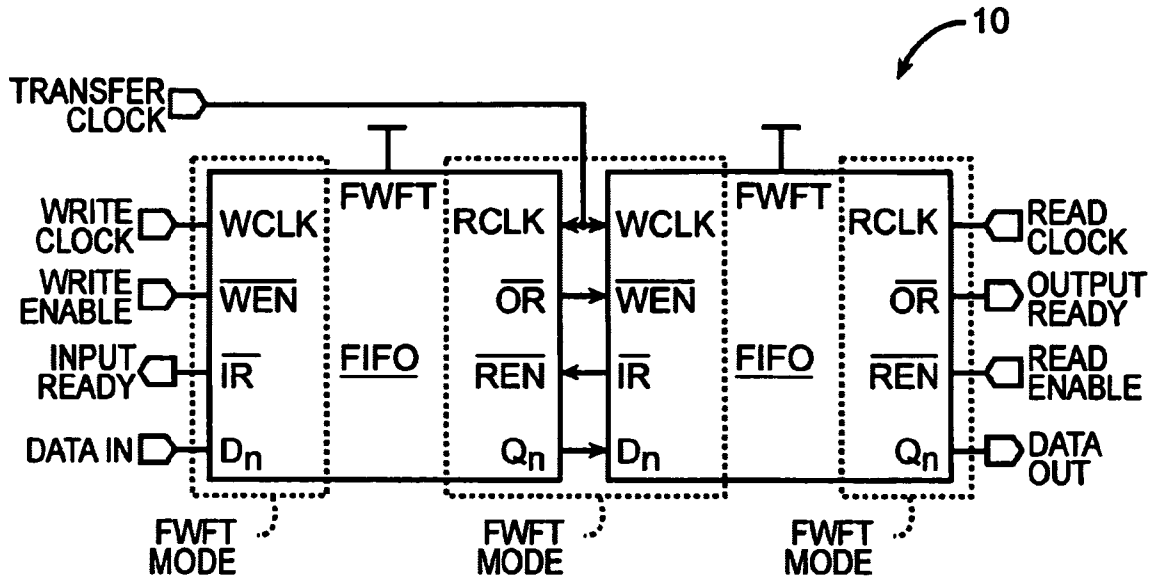 10
TRANSFER
CLOCK
FWFT
FWFT
WRITE
CLOCK
WCLK
RCLK
WCLK
RCLK
READ
CLOCK
WRITE
ENABLE
WEN
OR
WEN
OR
OUTPUT
READY
INPUT
READY
IR
FIFO
REN
IR
FIFO
REN
READ
ENABLE
DATA IN
Dn
Qn
Dn
Qn
DATA
OUT
FWFT
MODE
FWFT
MODE
FWFT
MODE